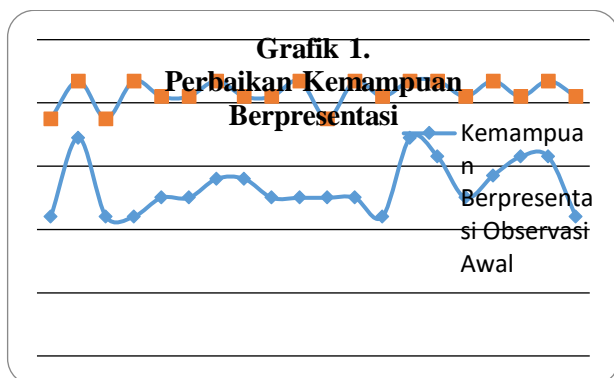 Grafik 1.
Perbaikan Kemampuan
Berpresentasi
Kemampua
n
Berpresenta
si Observasi
Awal